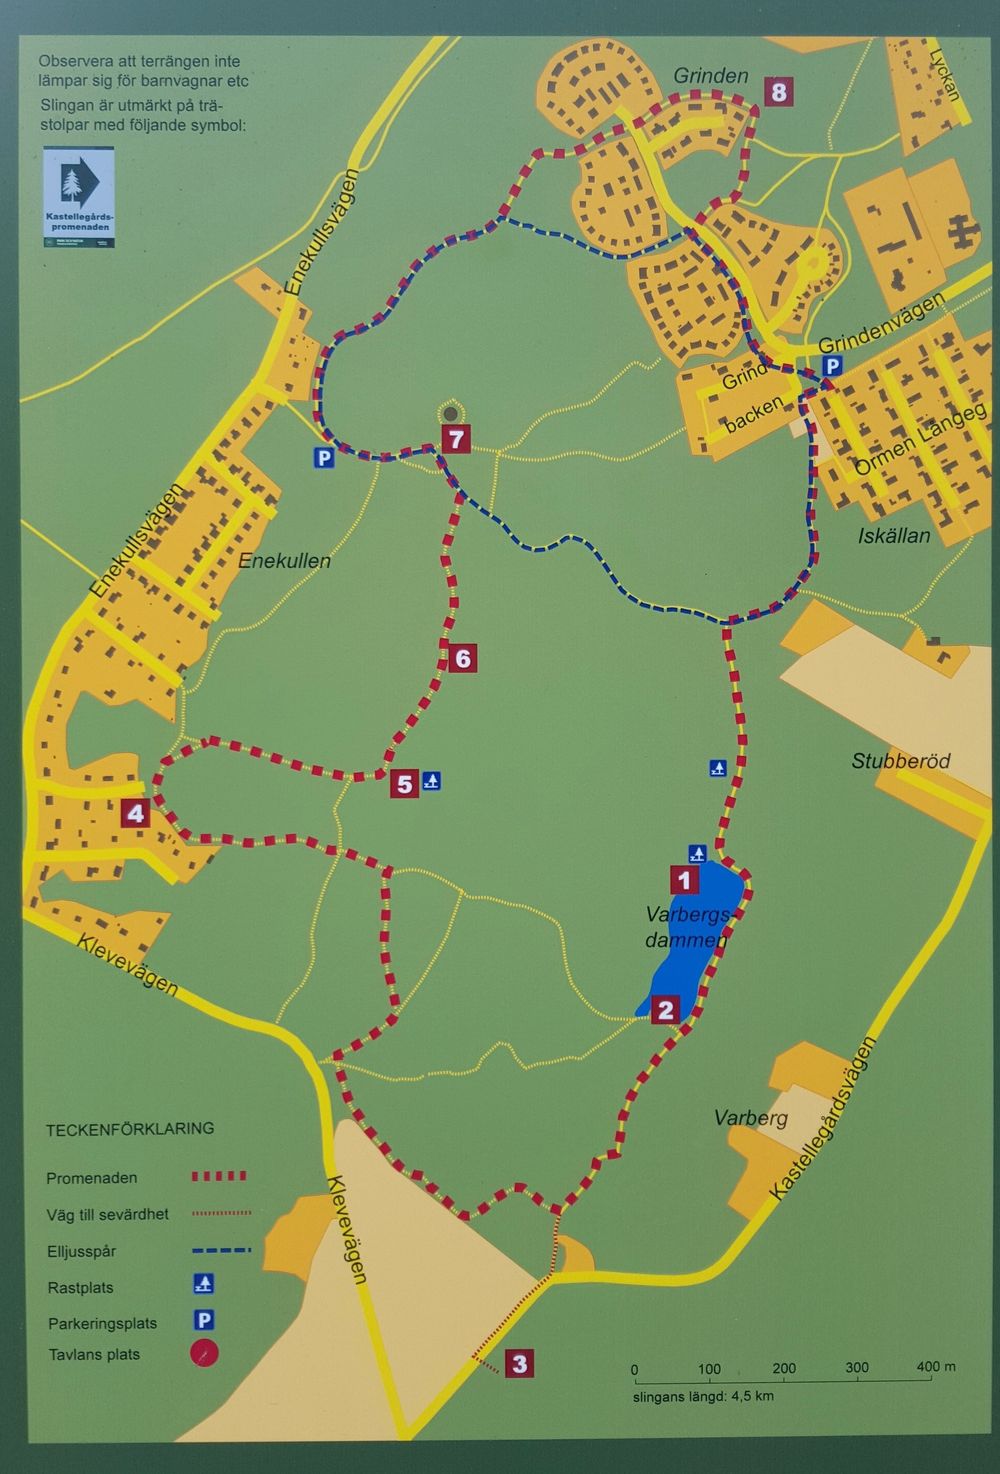 Observera att terrängen inte
lämpar sig för barnvagnar etc
Slingan är utmärkt på trä-
stolpar med följande symbol:
Kastellegårds-
promenaden
Grinden
8
Lyckan
Enekullsvägen
Grindenvägen
P
Grind
backen
Ormen Långeg
7
P
Iskällan
Enekullsvägen
Enekullen
6
Stubberöd
5
4
1
Varbergs-
dammen
Klevevägen
2
Varberg
Kastellegårdsvägen
Klevevägen
3
TECKENFÖRKLARING
Promenaden
Väg till sevärdhet
Elljusspår
Rastplats
Parkeringsplats
P
Tavlans plats
0 100 200 300 400 m
slingans längd: 4,5 km